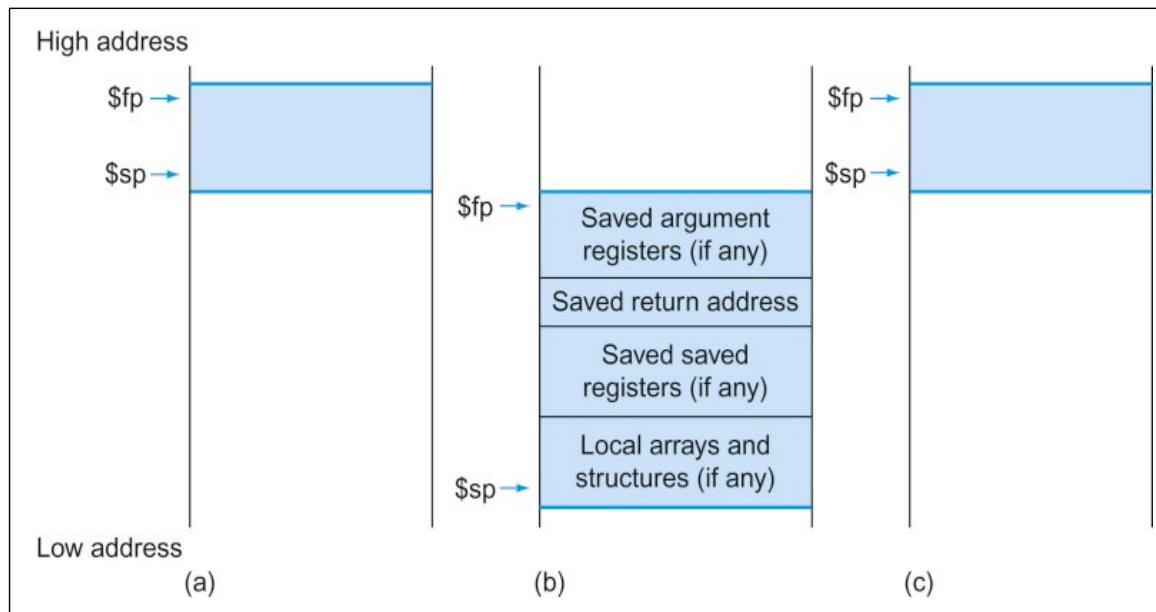 High address
$fp
$sp
$fp
Saved argument
registers (if any)
Saved return address
Saved saved
registers (if any)
Local arrays and
structures (if any)
$sp
$fp
$sp
Low address
(a)
(b)
(c)